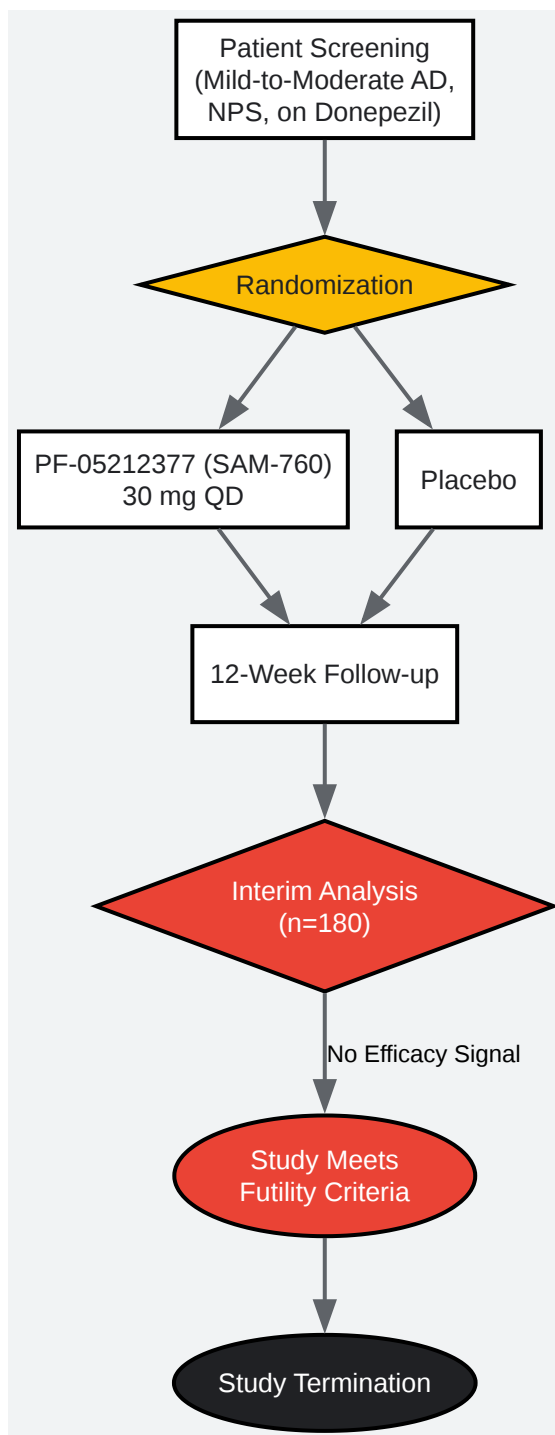 Patient Screening
(Mild-to-Moderate AD,
NPS, on Donepezil)
Randomization
PF-05212377 (SAM-760)
30 mg QD
Placebo
12-Week Follow-up
Interim Analysis
(n=180)
No Efficacy Signal
Study Meets
Futility Criteria
Study Termination